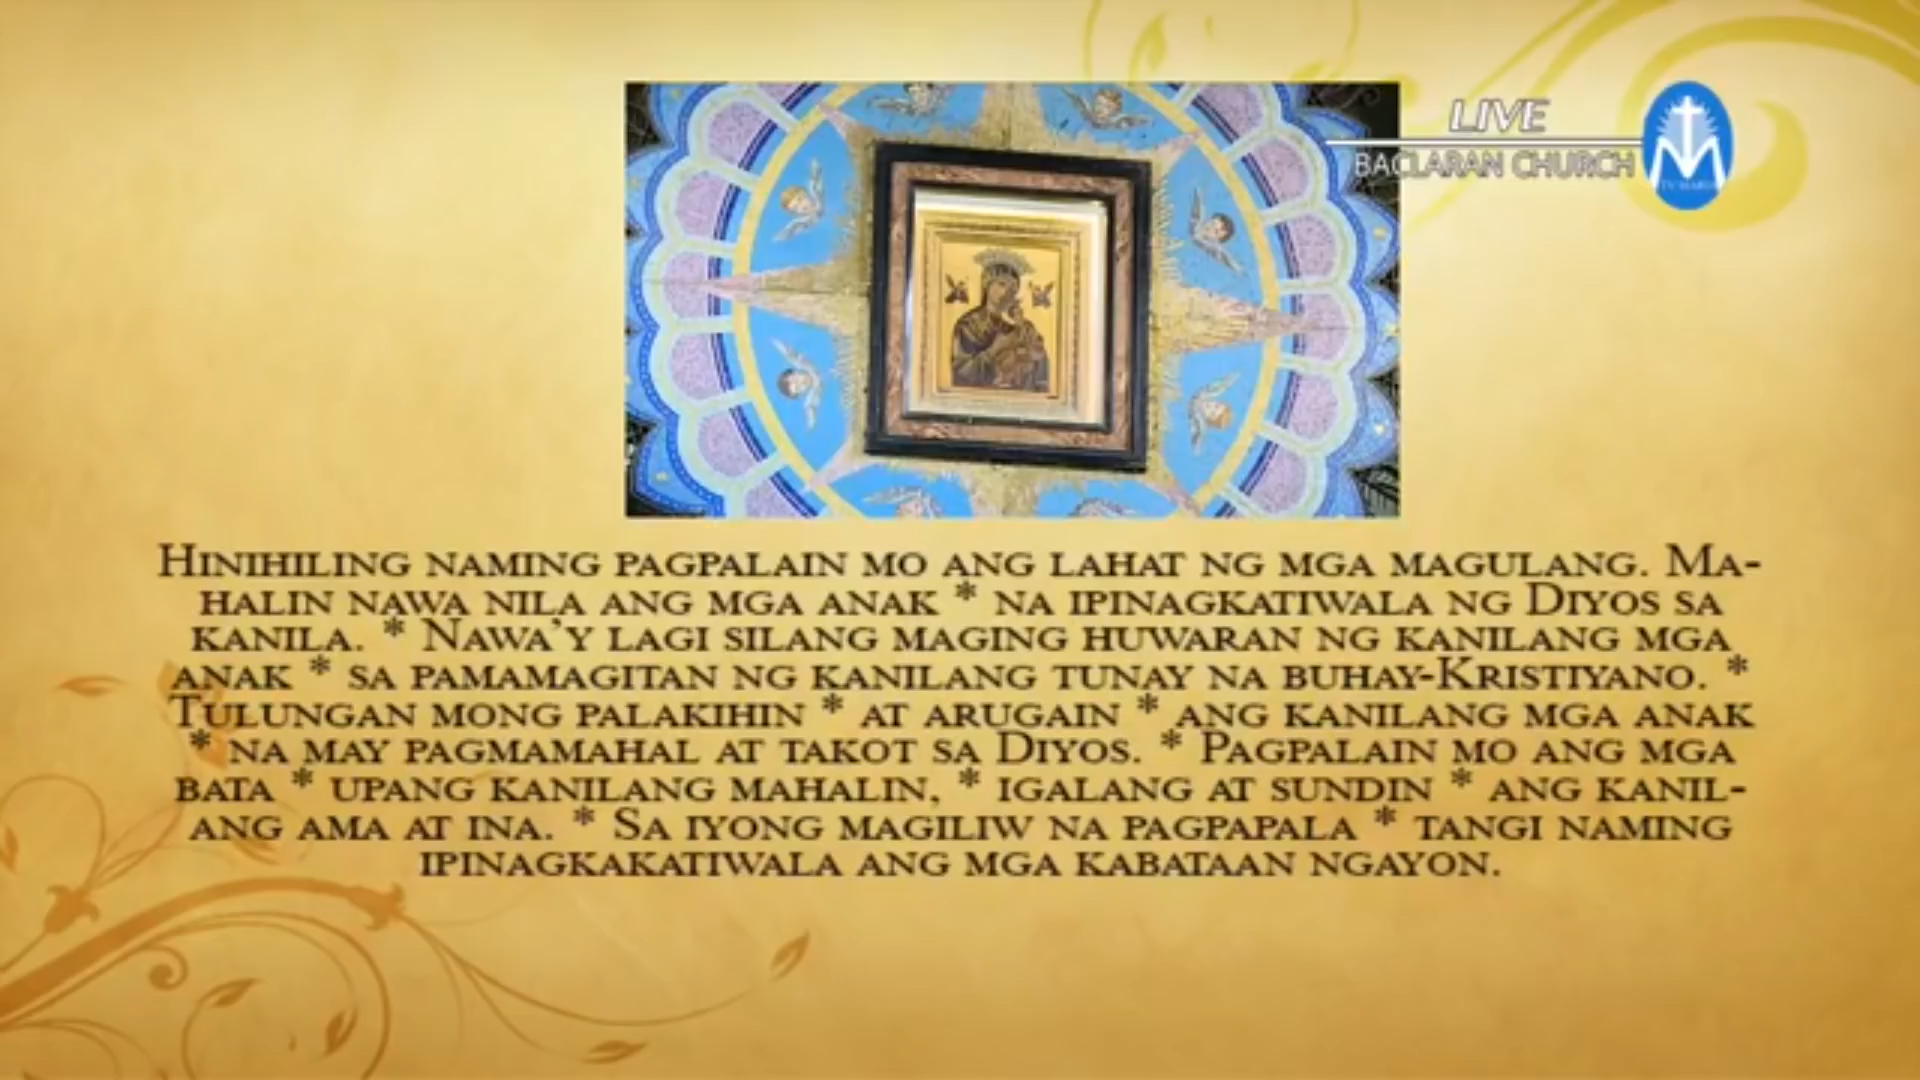 LIVE
BACLARAN CHURCH
TV MARIA
Hinihiling naming pagpalain mo ang lahat ng mga magulang. Ma-
halin nawa nila ang mga anak * na ipinagkatiwala ng Diyos sa
kanila. * Nawa'y lagi silang maging huwaran ng kanilang mga
anak * sa pamamagitan ng kanilang tunay na buhay-Kristiyano. *
Tulungan mong palakihin * at arugain * ang kanilang mga anak
* na may pagmamahal at takot sa Diyos. * Pagpalain mo ang mga
bata * upang kanilang mahalin, * igalang at sundin * ang kanil-
ang ama at ina. * Sa iyong magiliw na pagpapala * tangi naming
ipinagkakatiwala ang mga kabataan ngayon.